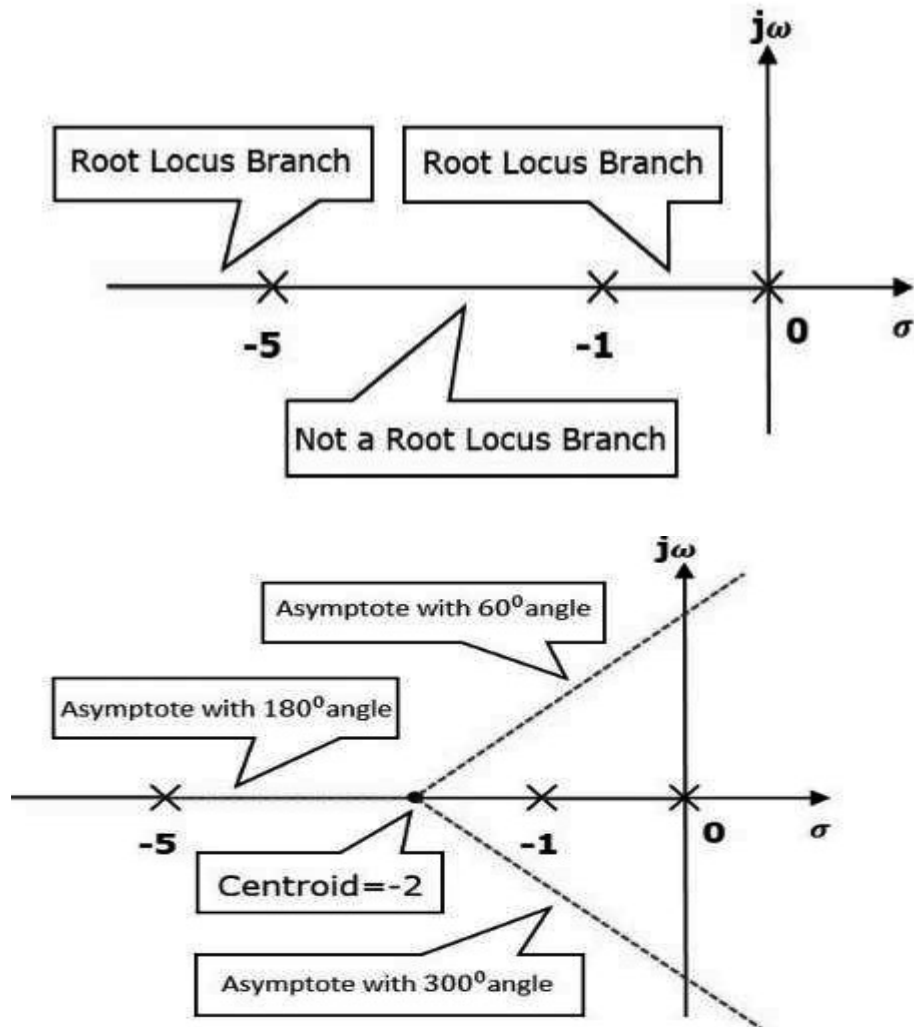 jω
Root Locus Branch
Root Locus Branch
-5
-1
0
σ
Not a Root Locus Branch
jω
Asymptote with 60⁰angle
Asymptote with 180⁰angle
-5
-1
0
σ
Centroid=-2
Asymptote with 300⁰angle